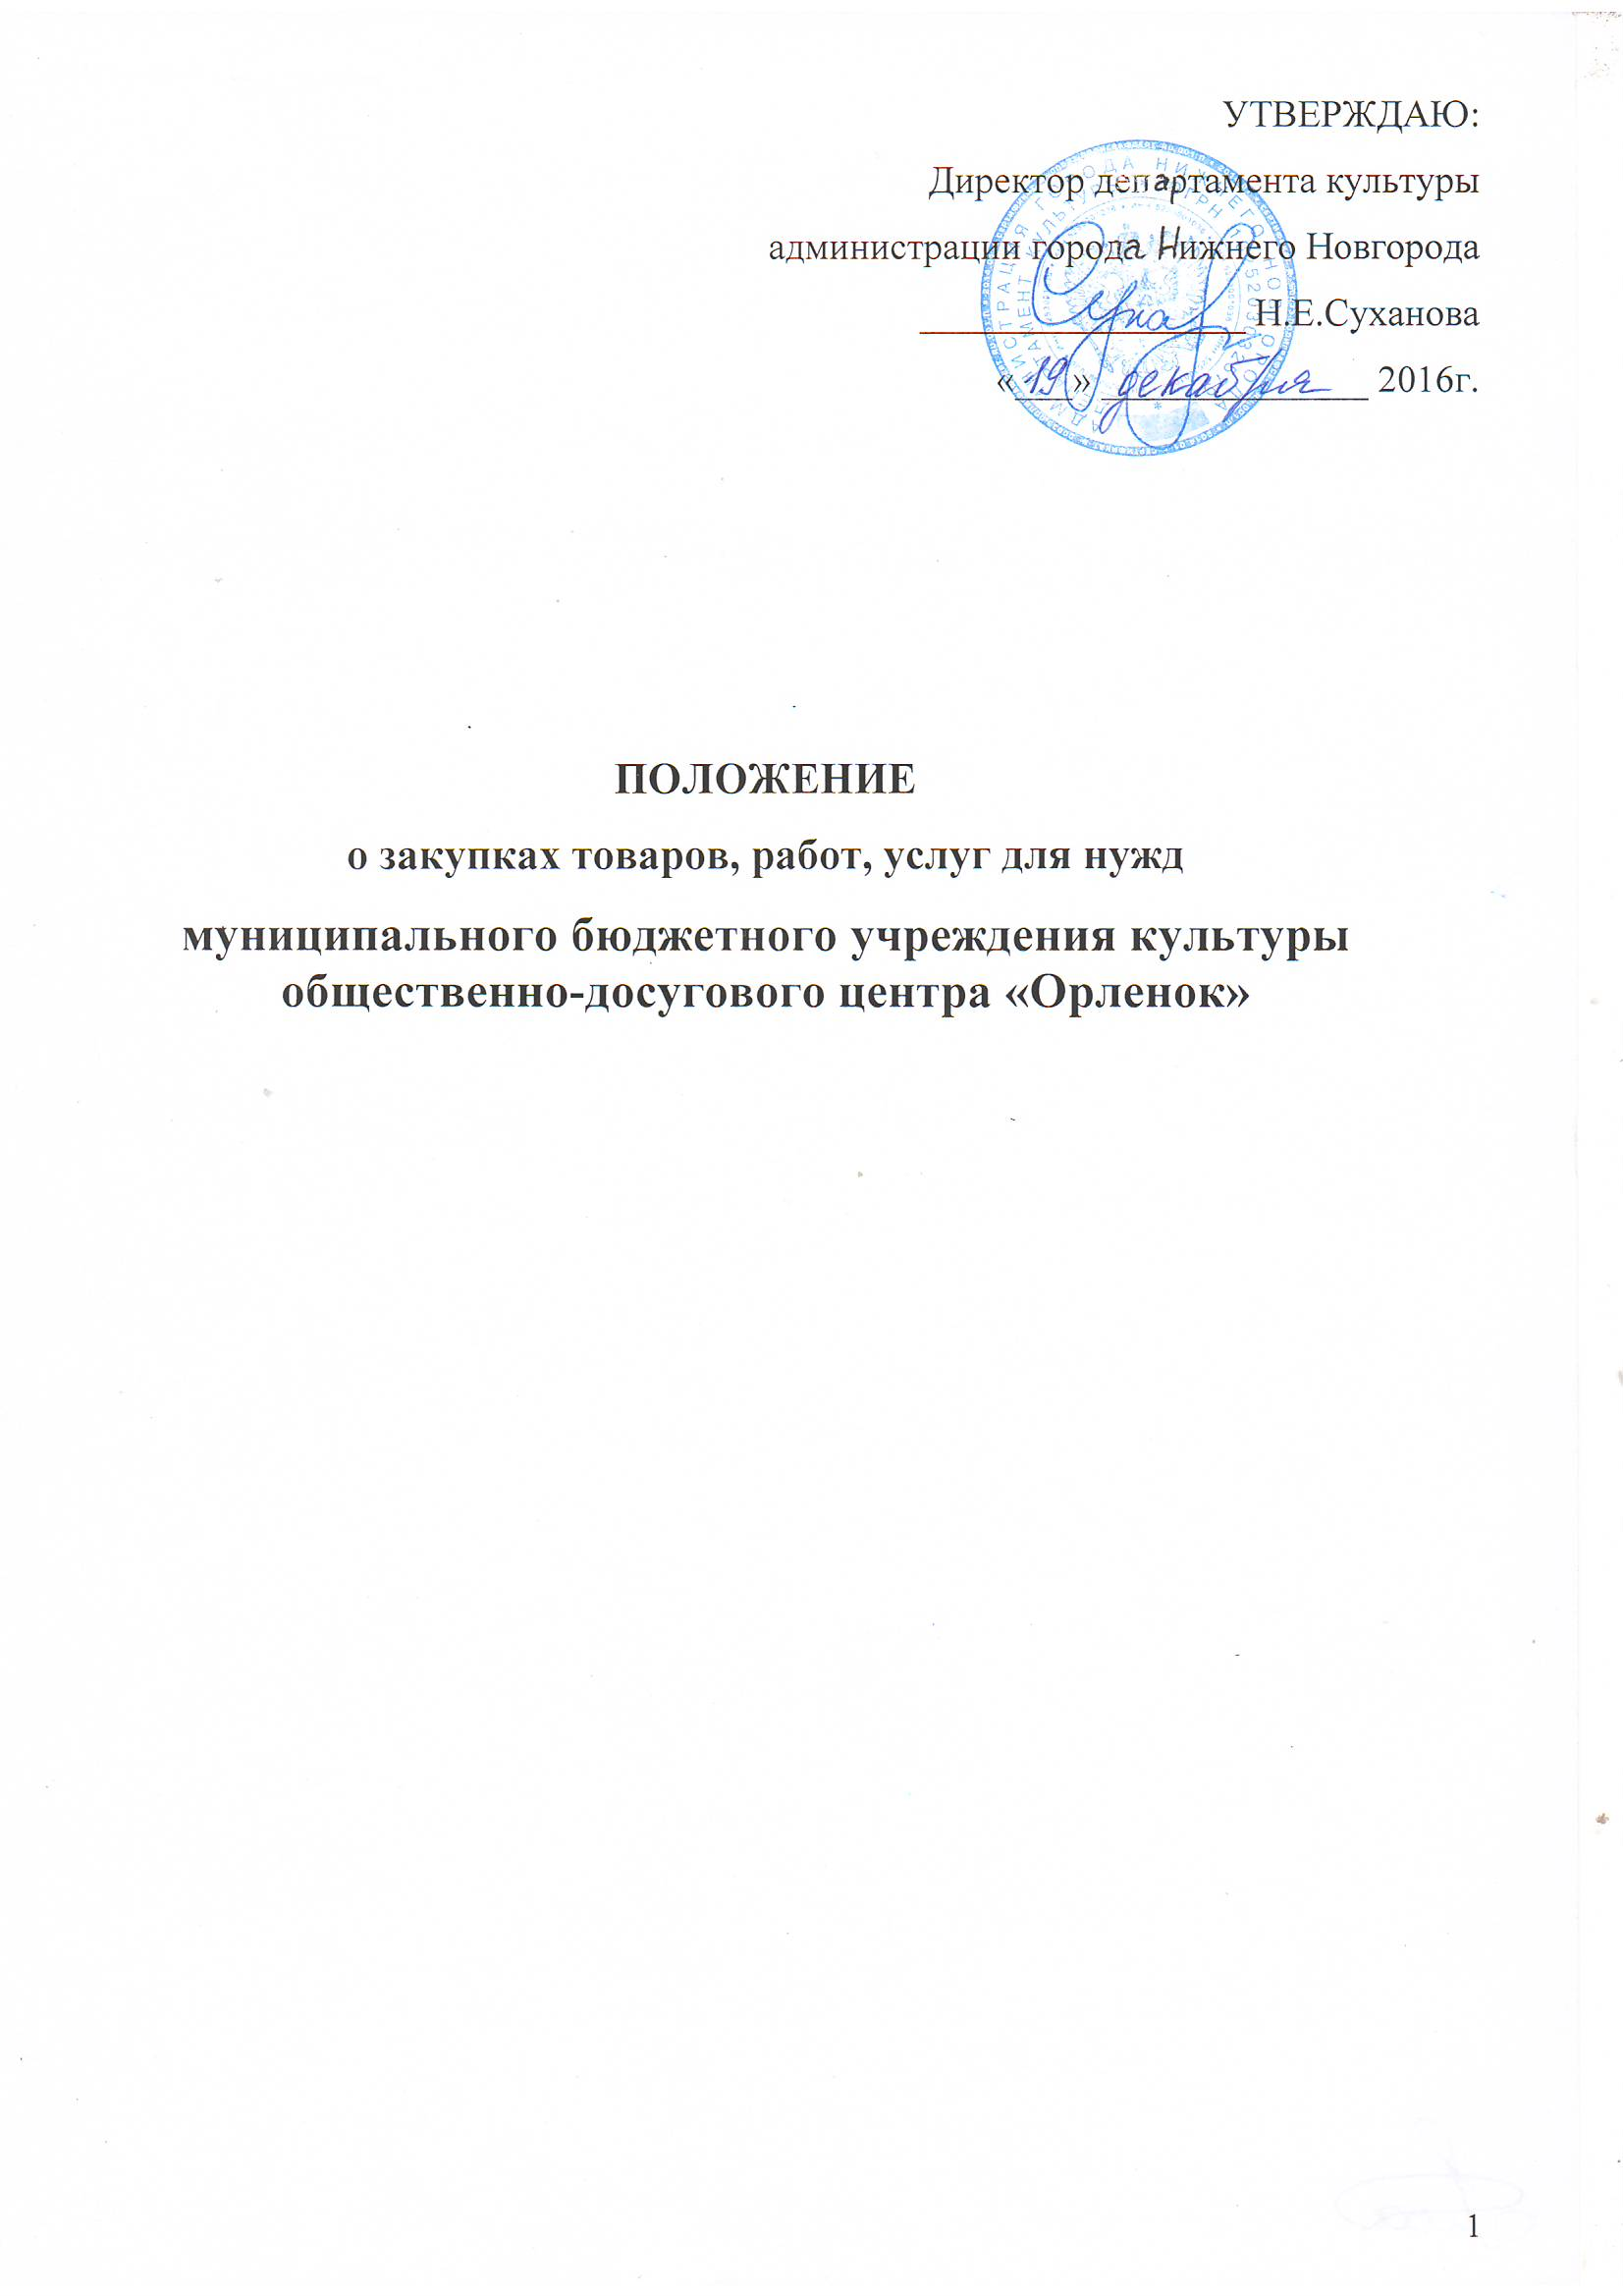 УТВЕРЖДАЮ:
Директор департамента культуры
администрации города Нижнего Новгорода
Н.Е.Суханова
«19» декабря 2016г.
ПОЛОЖЕНИЕ
о закупках товаров, работ, услуг для нужд
муниципального бюджетного учреждения культуры
общественно-досугового центра «Орленок»
1